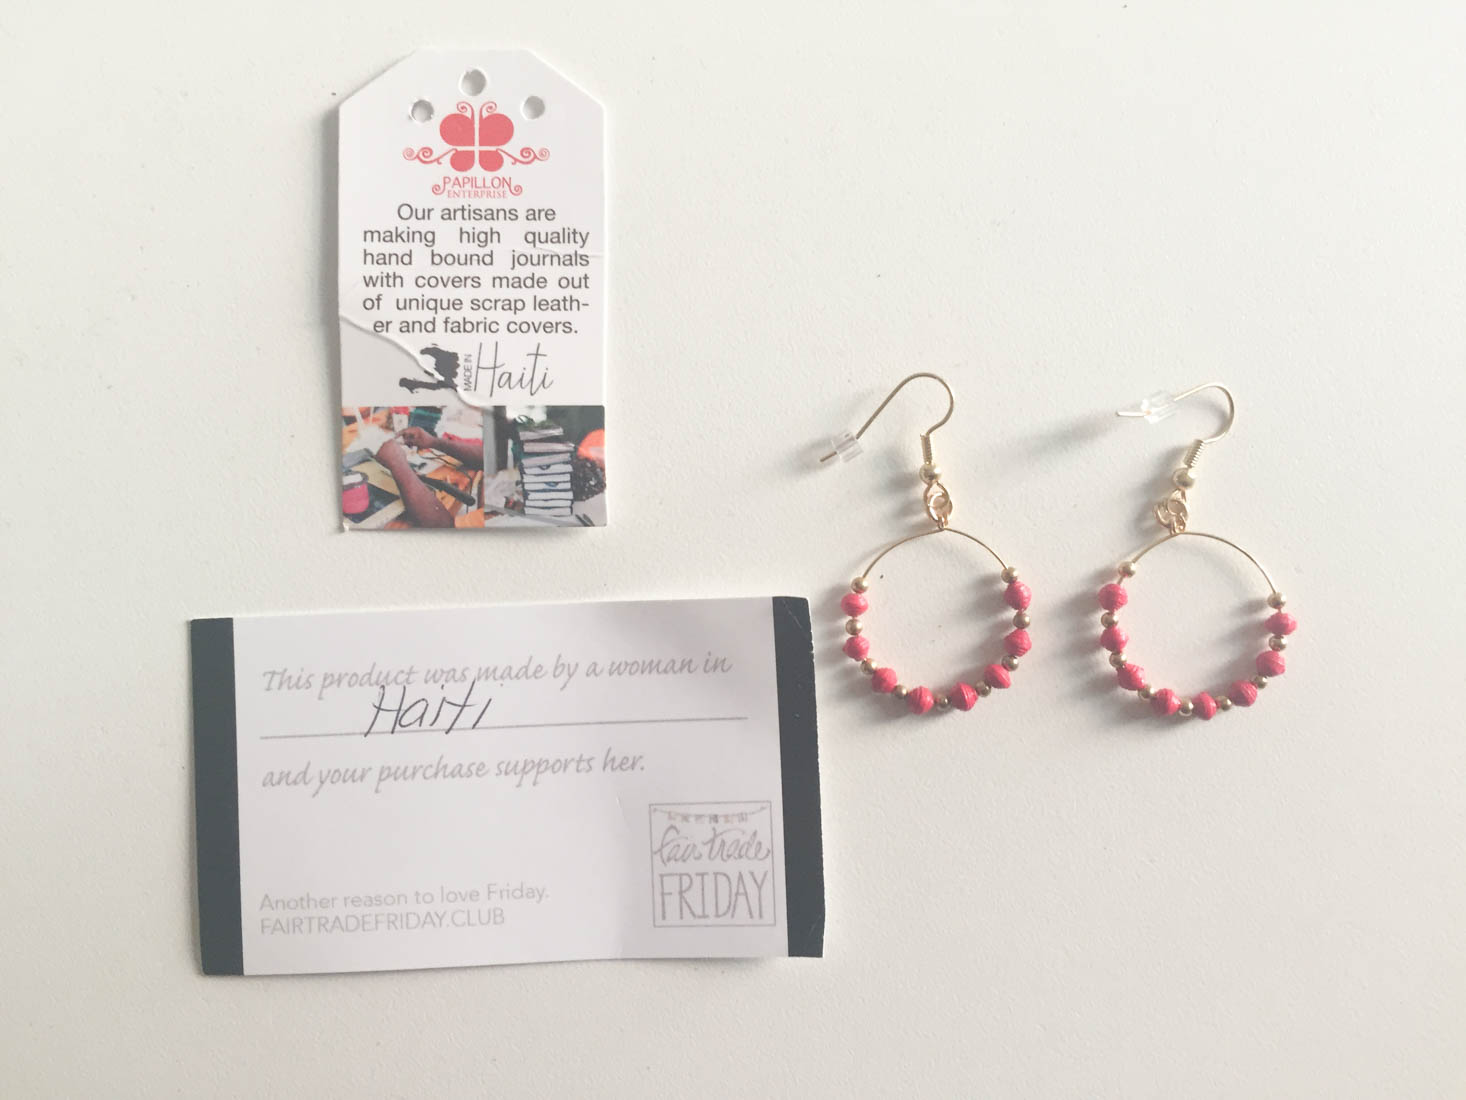 PAPILLON
ENTERPRISE
Our artisans are
making high quality
hand bound journals
with covers made out
of unique scrap leath-
er and fabric covers.
MADE IN Haiti
This product was made by a woman in
Haiti
and your purchase supports her.
fair trade
FRIDAY
Another reason to love Friday.
FAIRTRADEFRIDAY.CLUB